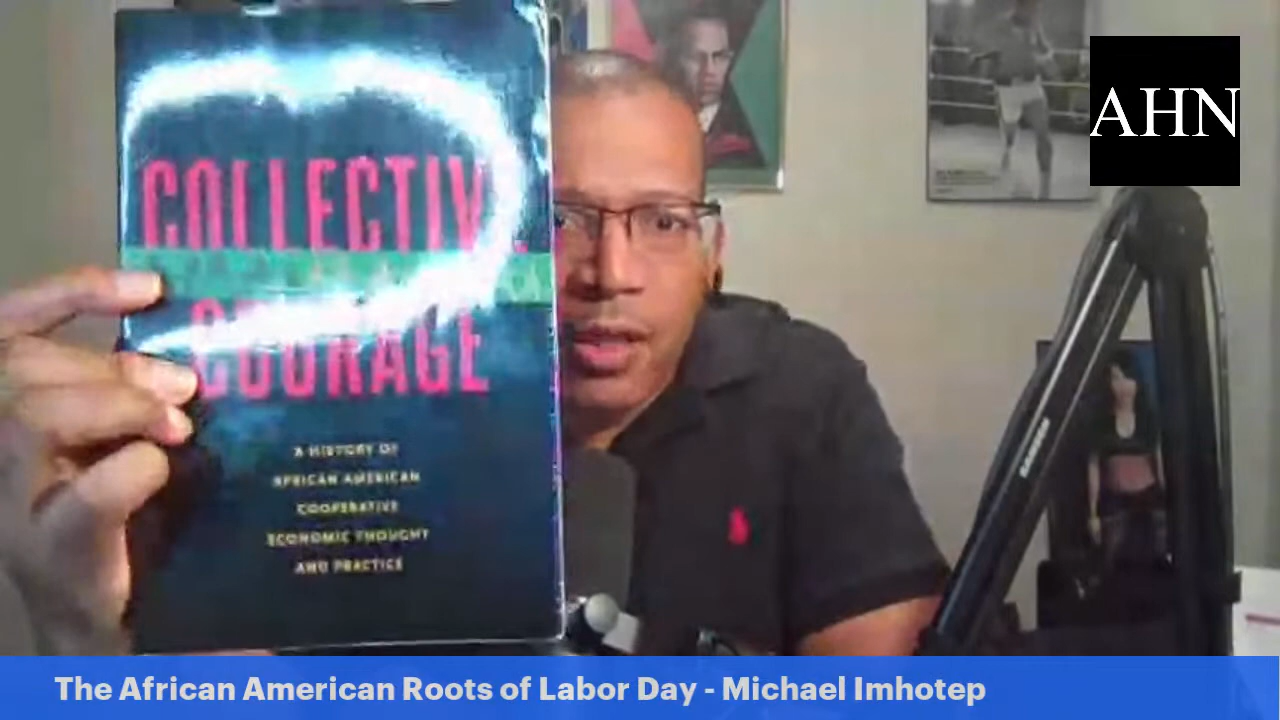 AHN
COLLECTIV
COURAGE
A HISTORY OF
AFRICAN AMERICAN
COOPERATIVE
ECONOMIC THOUGHT
AND PRACTICE
SAMSON
The African American Roots of Labor Day - Michael Imhotep